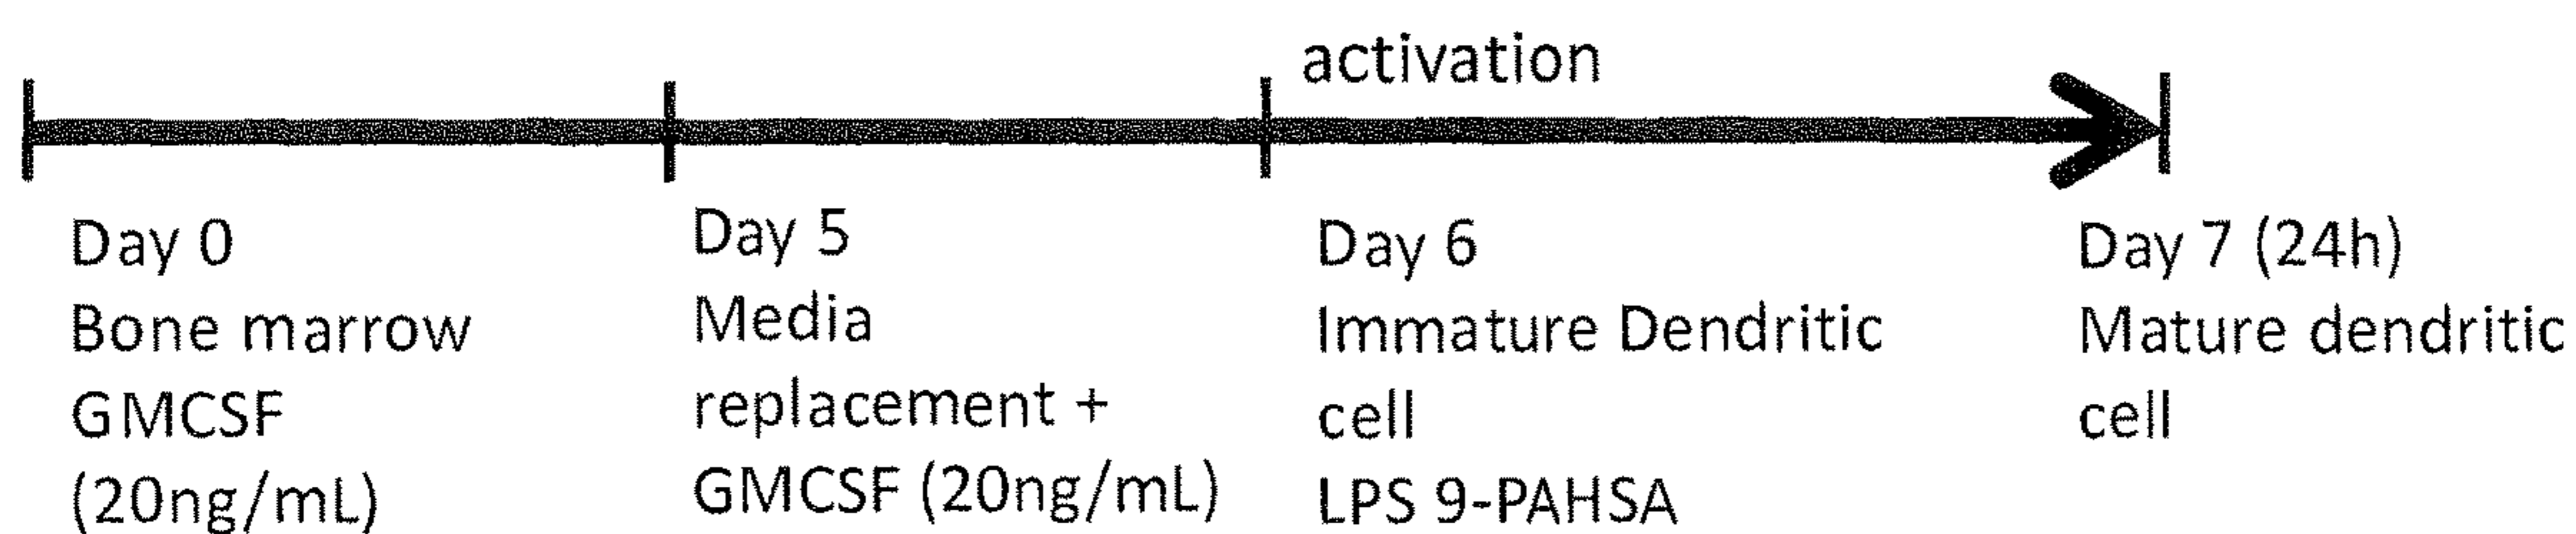 activation
Day 0
Bone marrow
GMCSF
(20ng/mL)
Day 5
Media
replacement +
GMCSF (20ng/mL)
Day 6
Immature Dendritic
cell
LPS 9-PAHSA
Day 7 (24h)
Mature dendritic
cell